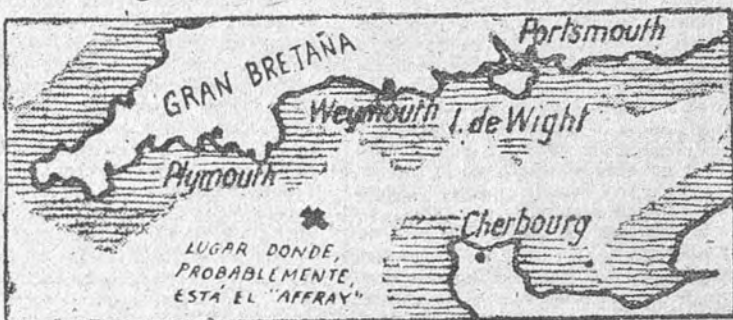 Portsmouth
GRAN BRETAÑA
Weymouth
I. de Wight
Plymouth
Cherbourg
LUGAR DONDE,
PROBABLEMENTE,
ESTÁ EL "AFFRAY"